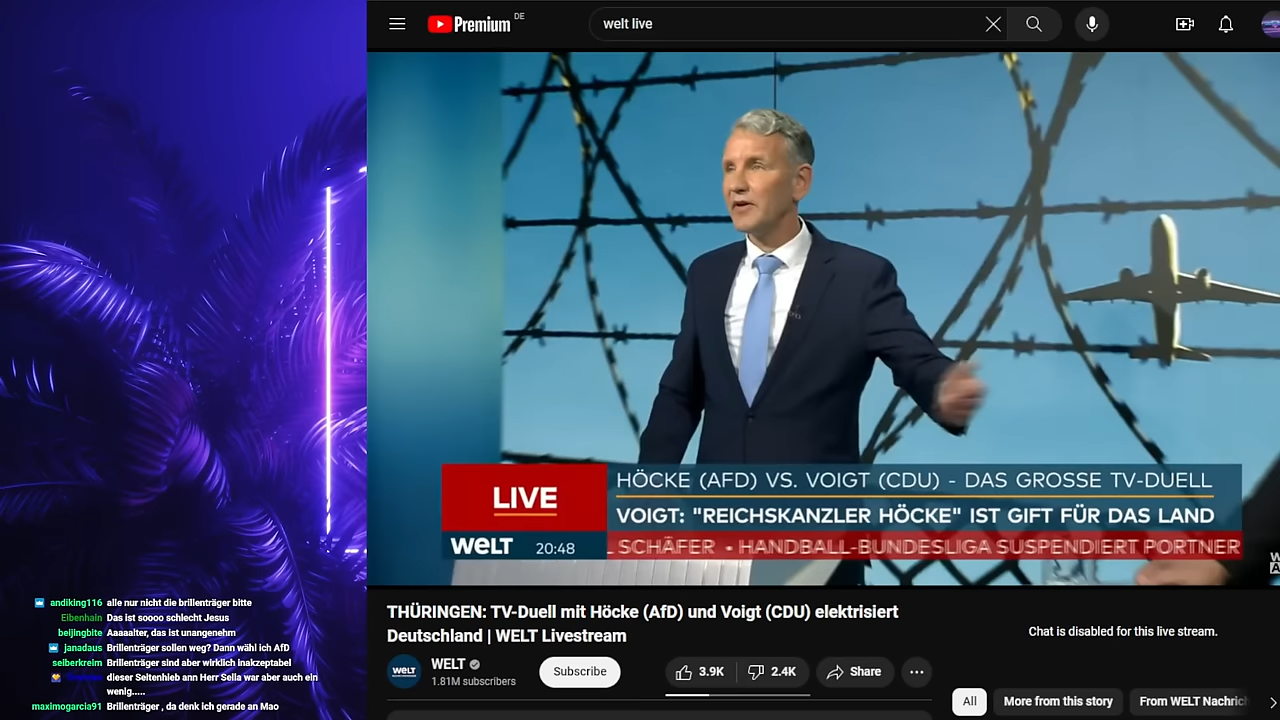 Premium DE
welt live
HÖCKE (AFD) VS. VOIGT (CDU) - DAS GROSSE TV-DUELL
LIVE
VOIGT: "REICHSKANZLER HÖCKE" IST GIFT FÜR DAS LAND
WELT 20:48
SCHÄFER • HANDBALL-BUNDESLIGA SUSPENDIERT PORTNER
THÜRINGEN: TV-Duell mit Höcke (AfD) und Voigt (CDU) elektrisiert
Deutschland | WELT Livestream
Chat is disabled for this live stream.
WELT
WELT
1.81M subscribers
Subscribe
3.9K
2.4K
Share
All
More from this story
From WELT Nachric
andiking116 alle nur nicht die brillenträger bitte
Eibenhain Das ist soooo schlecht Jesus
beijingbite Aaaaalter, das ist unangenehm
janadaus Brillenträger sollen weg? Dann wähl ich AfD
selberkreim Brillenträger sind aber wirklich inakzeptabel
dieser Seitenhieb ann Herr Sella war aber auch ein
wenig.....
maximogarcia91 Brillenträger , da denk ich gerade an Mao